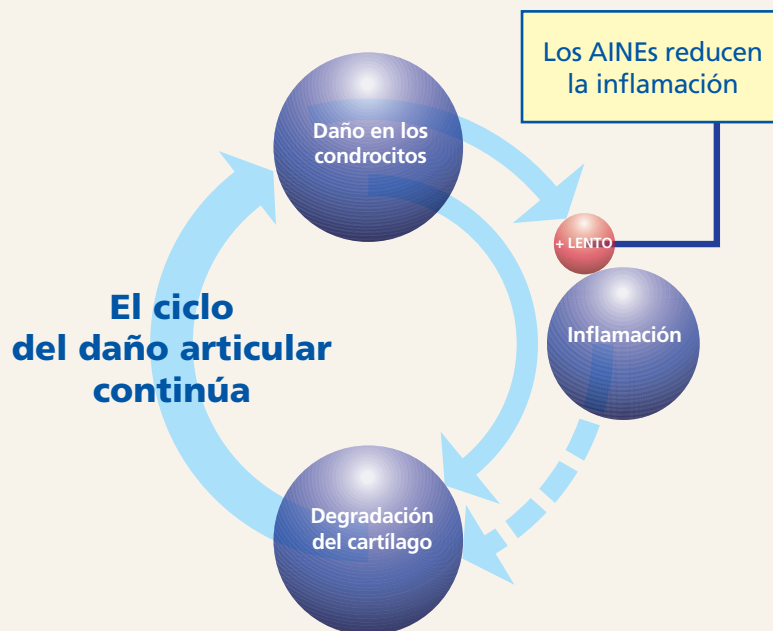 Los AINEs reducen
la inflamación
Daño en los
condrocitos
+ LENTO
Inflamación
El ciclo
del daño articular
continúa
Degradación
del cartílago